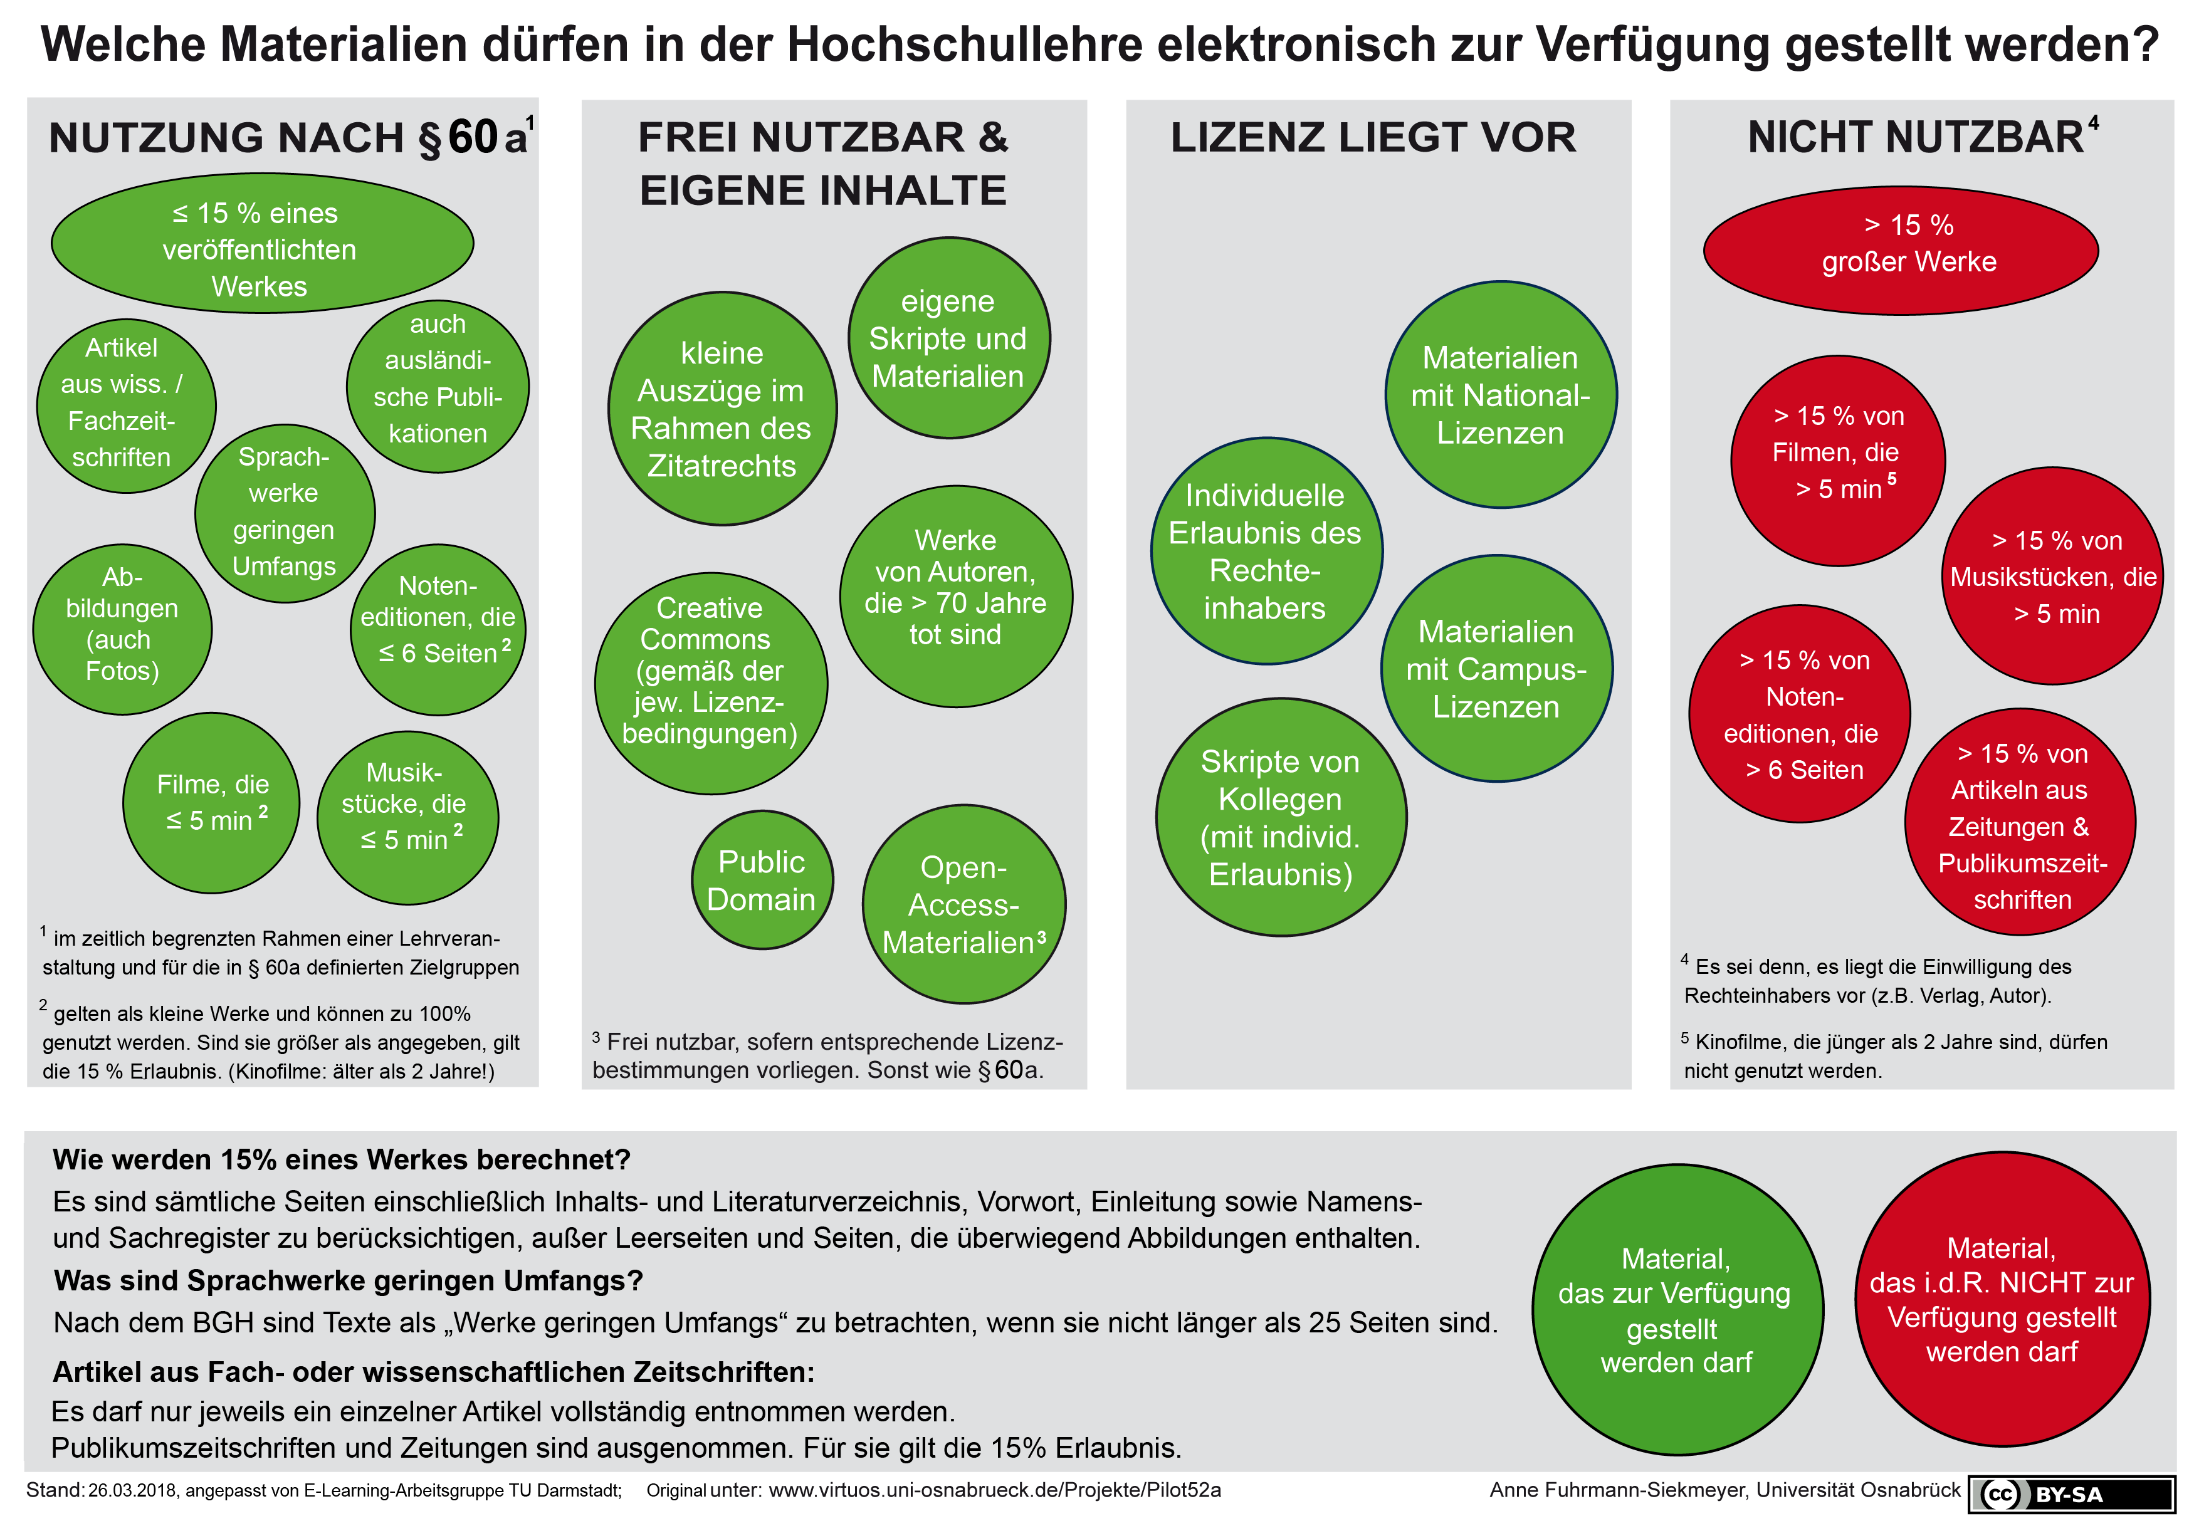 Welche Materialien dürfen in der Hochschullehre elektronisch zur Verfügung gestellt werden?
NUTZUNG NACH § 60 a¹
≤ 15 % eines
veröffentlichten
Werkes
Artikel
aus wiss. /
Fachzeit-
schriften
auch
ausländi-
sche Publi-
kationen
Sprach-
werke
geringen
Umfangs
Ab-
bildungen
(auch
Fotos)
Noten-
editionen, die
≤ 6 Seiten ²
Filme, die
≤ 5 min ²
Musik-
stücke, die
≤ 5 min ²
¹ im zeitlich begrenzten Rahmen einer Lehrveran-
staltung und für die in § 60a definierten Zielgruppen
² gelten als kleine Werke und können zu 100%
genutzt werden. Sind sie größer als angegeben, gilt
die 15 % Erlaubnis. (Kinofilme: älter als 2 Jahre!)
FREI NUTZBAR &
EIGENE INHALTE
eigene
Skripte und
Materialien
kleine
Auszüge im
Rahmen des
Zitatrechts
Werke
von Autoren,
die > 70 Jahre
tot sind
Creative
Commons
(gemäß der
jew. Lizenz-
bedingungen)
Public
Domain
Open-
Access-
Materialien³
³ Frei nutzbar, sofern entsprechende Lizenz-
bestimmungen vorliegen. Sonst wie § 60a.
LIZENZ LIEGT VOR
Materialien
mit National-
Lizenzen
Individuelle
Erlaubnis des
Rechte-
inhabers
Materialien
mit Campus-
Lizenzen
Skripte von
Kollegen
(mit individ.
Erlaubnis)
NICHT NUTZBAR⁴
> 15 %
großer Werke
> 15 % von
Filmen, die
> 5 min ⁵
> 15 % von
Musikstücken, die
> 5 min
> 15 % von
Noten-
editionen, die
> 6 Seiten
> 15 % von
Artikeln aus
Zeitungen &
Publikumszeit-
schriften
⁴ Es sei denn, es liegt die Einwilligung des
Rechteinhabers vor (z.B. Verlag, Autor).
⁵ Kinofilme, die jünger als 2 Jahre sind, dürfen
nicht genutzt werden.
Wie werden 15% eines Werkes berechnet?
Es sind sämtliche Seiten einschließlich Inhalts- und Literaturverzeichnis, Vorwort, Einleitung sowie Namens-
und Sachregister zu berücksichtigen, außer Leerseiten und Seiten, die überwiegend Abbildungen enthalten.
Was sind Sprachwerke geringen Umfangs?
Nach dem BGH sind Texte als „Werke geringen Umfangs“ zu betrachten, wenn sie nicht länger als 25 Seiten sind.
Artikel aus Fach- oder wissenschaftlichen Zeitschriften:
Es darf nur jeweils ein einzelner Artikel vollständig entnommen werden.
Publikumszeitschriften und Zeitungen sind ausgenommen. Für sie gilt die 15% Erlaubnis.
Material,
das zur Verfügung
gestellt
werden darf
Material,
das i.d.R. NICHT zur
Verfügung gestellt
werden darf
Stand: 26.03.2018, angepasst von E-Learning-Arbeitsgruppe TU Darmstadt; Original unter: www.virtuos.uni-osnabrueck.de/Projekte/Pilot52a
Anne Fuhrmann-Siekmeyer, Universität Osnabrück
cc BY-SA